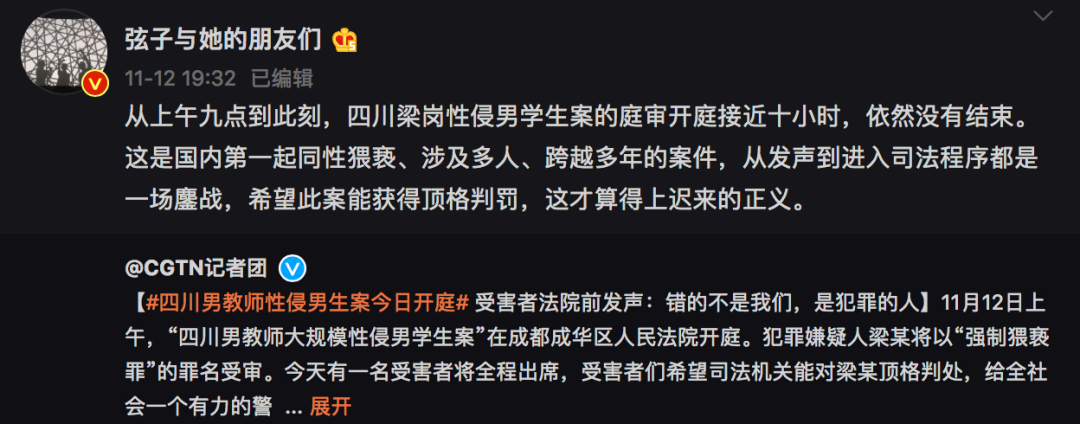 弦子与她的朋友们
11-12 19:32 已编辑
从上午九点到此刻，四川梁岗性侵男学生案的庭审开庭接近十小时，依然没有结束。
这是国内第一起同性猥亵、涉及多人、跨越多年的案件，从发声到进入司法程序都是
一场鏖战，希望此案能获得顶格判罚，这才算得上迟来的正义。
@CGTN记者团
【#四川男教师性侵男生案今日开庭# 受害者法院前发声：错的不是我们，是犯罪的人】11月12日上
午，“四川男教师大规模性侵男学生案”在成都成华区人民法院开庭。犯罪嫌疑人梁某将以“强制猥亵
罪”的罪名受审。今天有一名受害者将全程出席，受害者们希望司法机关能对梁某顶格判处，给全社
会一个有力的警 ... 展开